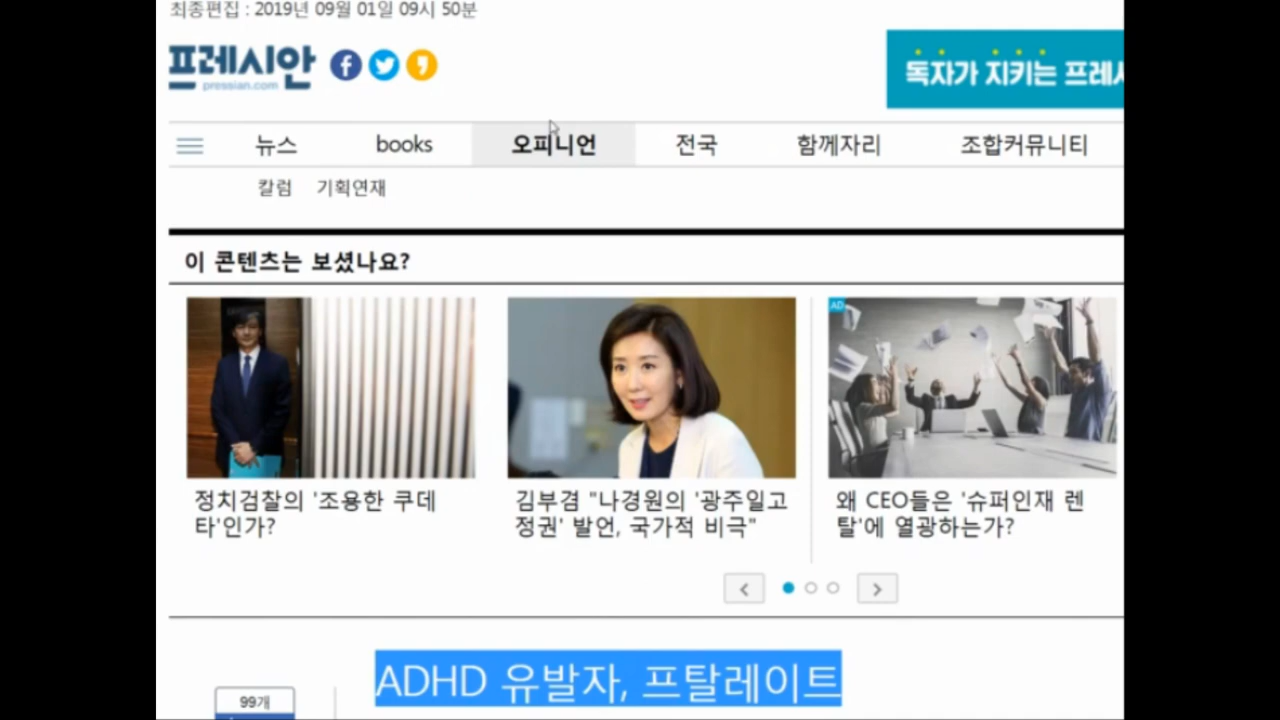 최종편집 : 2019년 09월 01일 09시 50분
프레시안
pressian.com
독자가 지키는 프레시
뉴스 books 오피니언 전국 함께자리 조합커뮤니티
칼럼 기획연재
이 콘텐츠는 보셨나요?
AD
정치검찰의 '조용한 쿠데
타'인가?
김부겸 "나경원의 '광주일고
정권' 발언, 국가적 비극"
왜 CEO들은 '슈퍼인재 렌
탈'에 열광하는가?
ADHD 유발자, 프탈레이트
99개